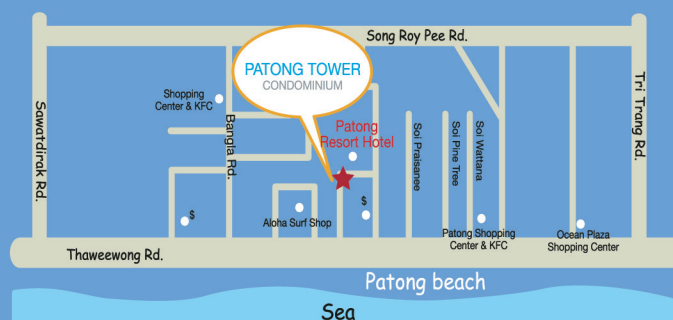 Song Roy Pee Rd.
PATONG TOWER
CONDOMINIUM
Shopping
Center & KFC
Sawatdirak Rd.
Bangla Rd.
Patong
Resort Hotel
Soi Praisanee
Soi Pine Tree
Soi Wattana
Tri Trang Rd.
$
$
Aloha Surf Shop
Patong Shopping
Center & KFC
Ocean Plaza
Shopping Center
Thaweewong Rd.
Patong beach
Sea